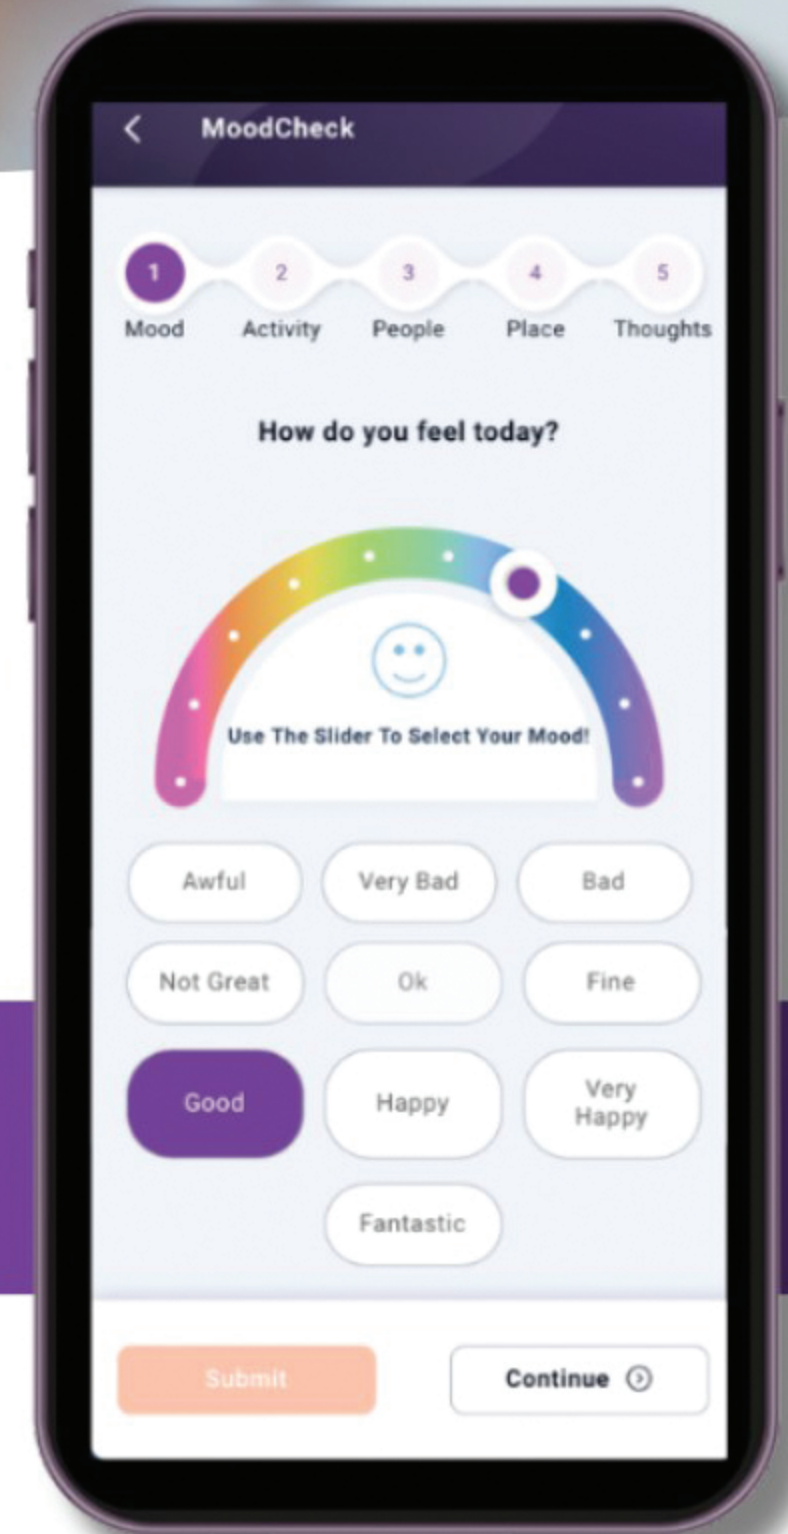 MoodCheck
1 2 3 4 5
Mood Activity People Place Thoughts
How do you feel today?
Use The Slider To Select Your Mood!
Awful Very Bad Bad
Not Great Ok Fine
Good Happy Very
Happy
Fantastic
Submit Continue